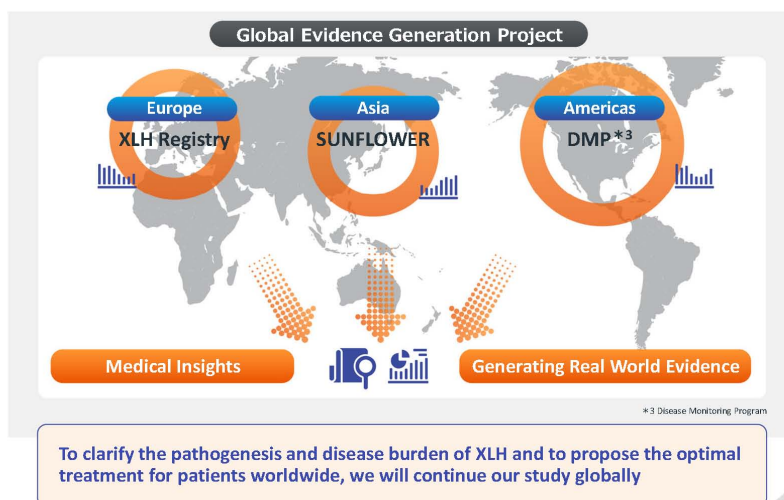 Global Evidence Generation Project
Europe
XLH Registry
Asia
SUNFLOWER
Americas
DMP*3
Medical Insights
Generating Real World Evidence
*3 Disease Monitoring Program
To clarify the pathogenesis and disease burden of XLH and to propose the optimal
treatment for patients worldwide, we will continue our study globally